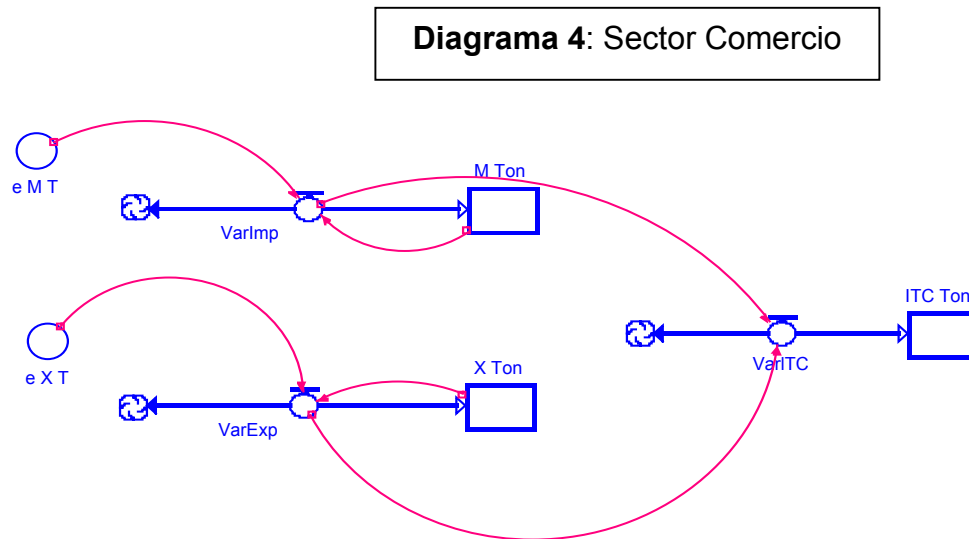 Diagrama 4: Sector Comercio
M Ton
e M T
VarImp
ITC Ton
VarITC
X Ton
e X T
VarExp